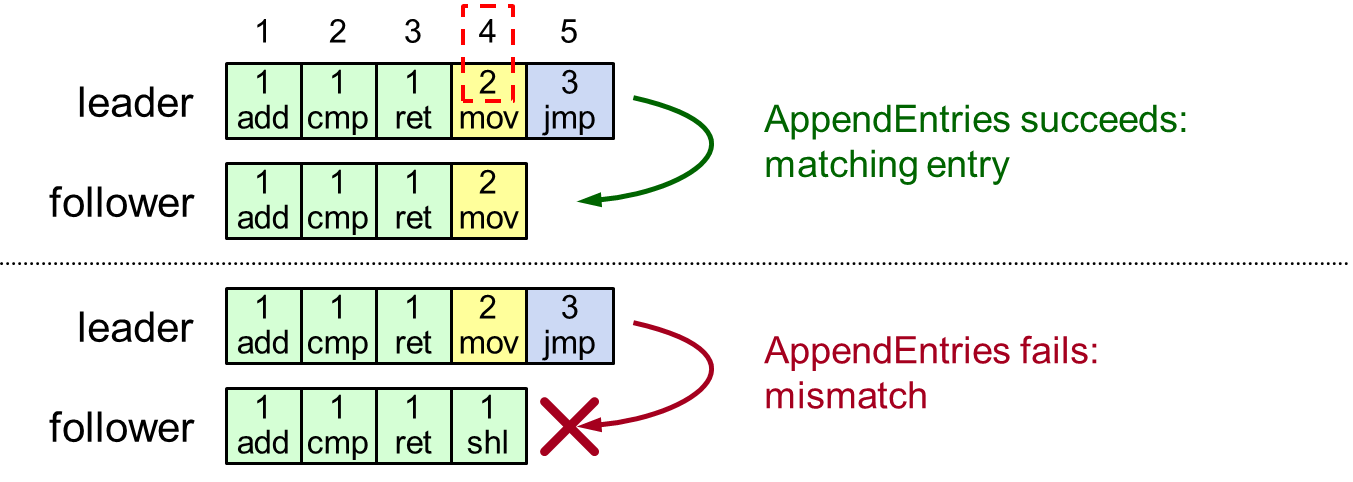 1 2 3 4 5
leader
1 1 1 2 3
add cmp ret mov jmp
AppendEntries succeeds:
matching entry
follower
1 1 1 2
add cmp ret mov
leader
1 1 1 2 3
add cmp ret mov jmp
AppendEntries fails:
mismatch
follower
1 1 1 1
add cmp ret shl